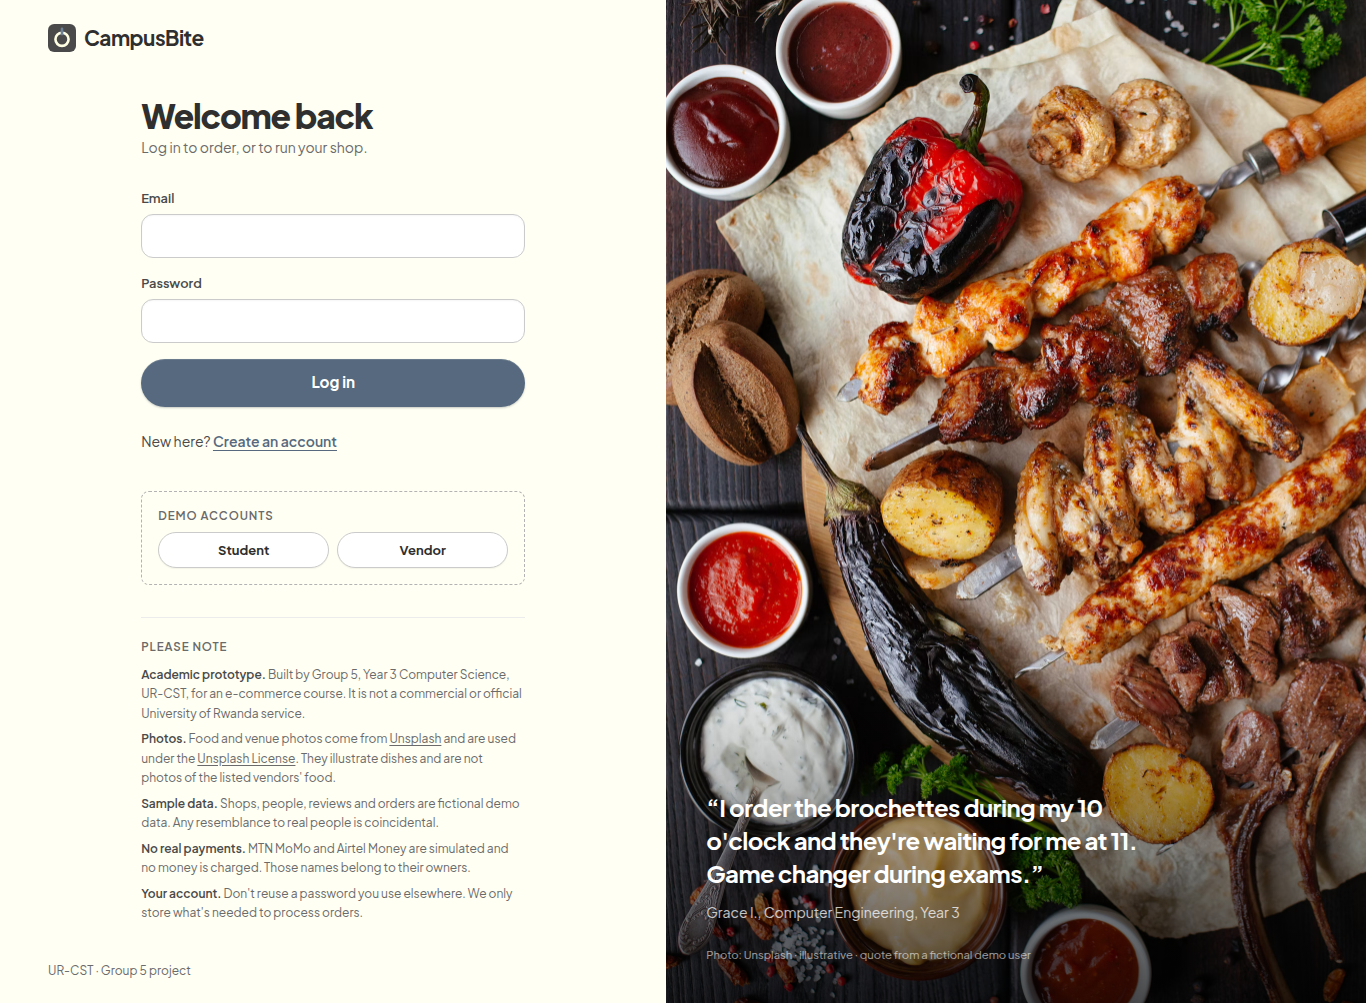 CampusBite
Welcome back
Log in to order, or to run your shop.
Email
Password
Log in
New here? Create an account
DEMO ACCOUNTS
Student
Vendor
PLEASE NOTE
Academic prototype. Built by Group 5, Year 3 Computer Science,
UR-CST, for an e-commerce course. It is not a commercial or official
University of Rwanda service.
Photos. Food and venue photos come from Unsplash and are used
under the Unsplash License. They illustrate dishes and are not
photos of the listed vendors' food.
Sample data. Shops, people, reviews and orders are fictional demo
data. Any resemblance to real people is coincidental.
No real payments. MTN MoMo and Airtel Money are simulated and
no money is charged. Those names belong to their owners.
Your account. Don't reuse a password you use elsewhere. We only
store what's needed to process orders.
UR-CST · Group 5 project
“I order the brochettes during my 10
o'clock and they're waiting for me at 11.
Game changer during exams.”
Grace I., Computer Engineering, Year 3
Photo: Unsplash · illustrative · quote from a fictional demo user